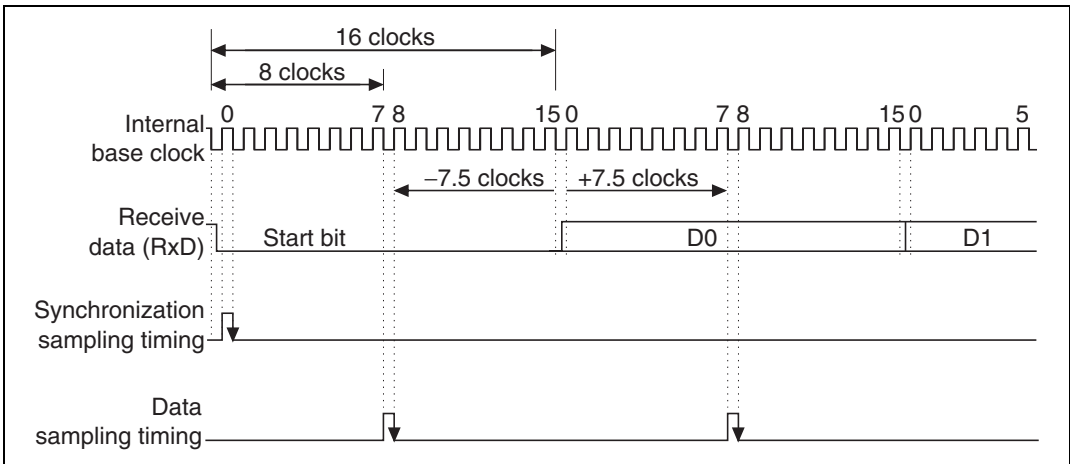 16 clocks
8 clocks
0 7 8 15 0 7 8 15 0 5
Internal
base clock
−7.5 clocks +7.5 clocks
Receive
data (RxD)
Start bit D0 D1
Synchronization
sampling timing
Data
sampling timing